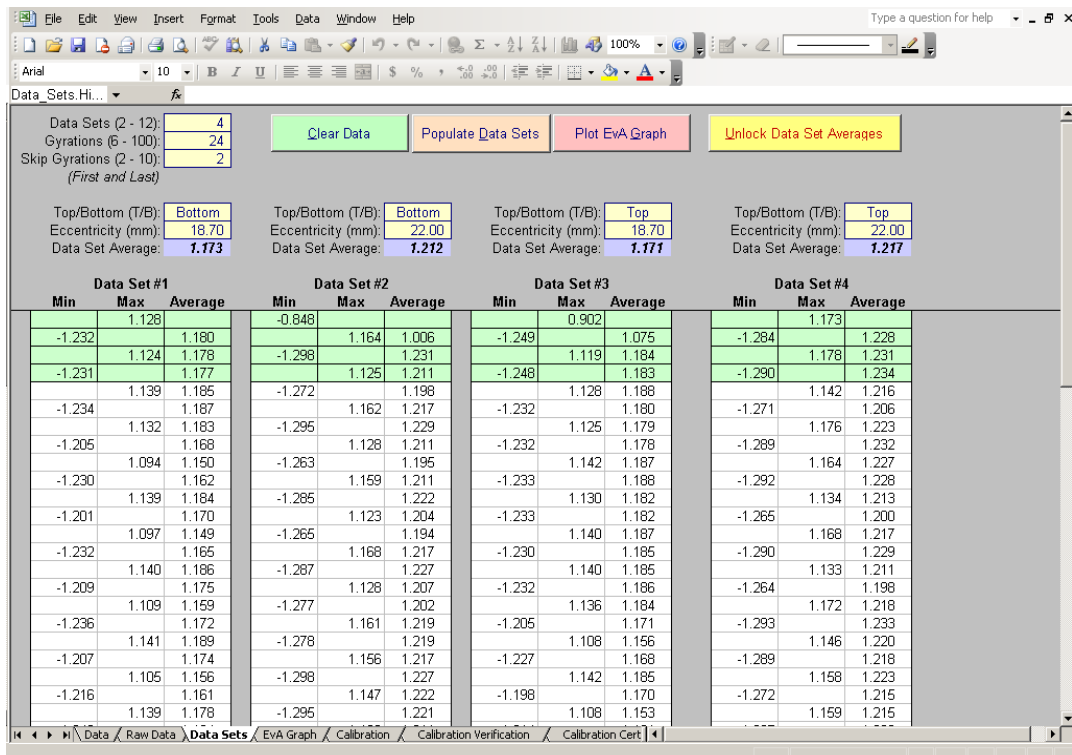 File Edit View Insert Format Tools Data Window Help Type a question for help
100%
Arial 10 B I U $ % ,
Data_Sets.Hi... fx
Data Sets (2 - 12): 4 Clear Data Populate Data Sets Plot EvA Graph Unlock Data Set Averages
Gyrations (6 - 100): 24
Skip Gyrations (2 - 10): 2
(First and Last)
Top/Bottom (T/B): Bottom Top/Bottom (T/B): Bottom Top/Bottom (T/B): Top Top/Bottom (T/B): Top
Eccentricity (mm): 18.70 Eccentricity (mm): 22.00 Eccentricity (mm): 18.70 Eccentricity (mm): 22.00
Data Set Average: 1.173 Data Set Average: 1.212 Data Set Average: 1.171 Data Set Average: 1.217
Data Set #1 Data Set #2 Data Set #3 Data Set #4
Min Max Average Min Max Average Min Max Average Min Max Average
1.128 -0.848 0.902 1.173
-1.232 1.180 1.164 1.006 -1.249 1.075 -1.284 1.228
1.124 1.178 -1.298 1.231 1.119 1.184 1.178 1.231
-1.231 1.177 1.125 1.211 -1.248 1.183 -1.290 1.234
1.139 1.185 -1.272 1.198 1.128 1.188 1.142 1.216
-1.234 1.187 1.162 1.217 -1.232 1.180 -1.271 1.206
1.132 1.183 -1.295 1.229 1.125 1.179 1.176 1.223
-1.205 1.168 1.128 1.211 -1.232 1.178 -1.289 1.232
1.094 1.150 -1.263 1.195 1.142 1.187 1.164 1.227
-1.230 1.162 1.159 1.211 -1.233 1.188 -1.292 1.228
1.139 1.184 -1.285 1.222 1.130 1.182 1.134 1.213
-1.201 1.170 1.123 1.204 -1.233 1.182 -1.265 1.200
1.097 1.149 -1.265 1.194 1.140 1.187 1.168 1.217
-1.232 1.165 1.168 1.217 -1.230 1.185 -1.290 1.229
1.140 1.186 -1.287 1.227 1.140 1.185 1.133 1.211
-1.209 1.175 1.128 1.207 -1.232 1.186 -1.264 1.198
1.109 1.159 -1.277 1.202 1.136 1.184 1.172 1.218
-1.236 1.172 1.161 1.219 -1.205 1.171 -1.293 1.233
1.141 1.189 -1.278 1.219 1.108 1.156 1.146 1.220
-1.207 1.174 1.156 1.217 -1.227 1.168 -1.289 1.218
1.105 1.156 -1.298 1.227 1.142 1.185 1.158 1.223
-1.216 1.161 1.147 1.222 -1.198 1.170 -1.272 1.215
1.139 1.178 -1.295 1.221 1.108 1.153 1.159 1.215
Data Raw Data Data Sets EvA Graph Calibration Calibration Verification Calibration Cert